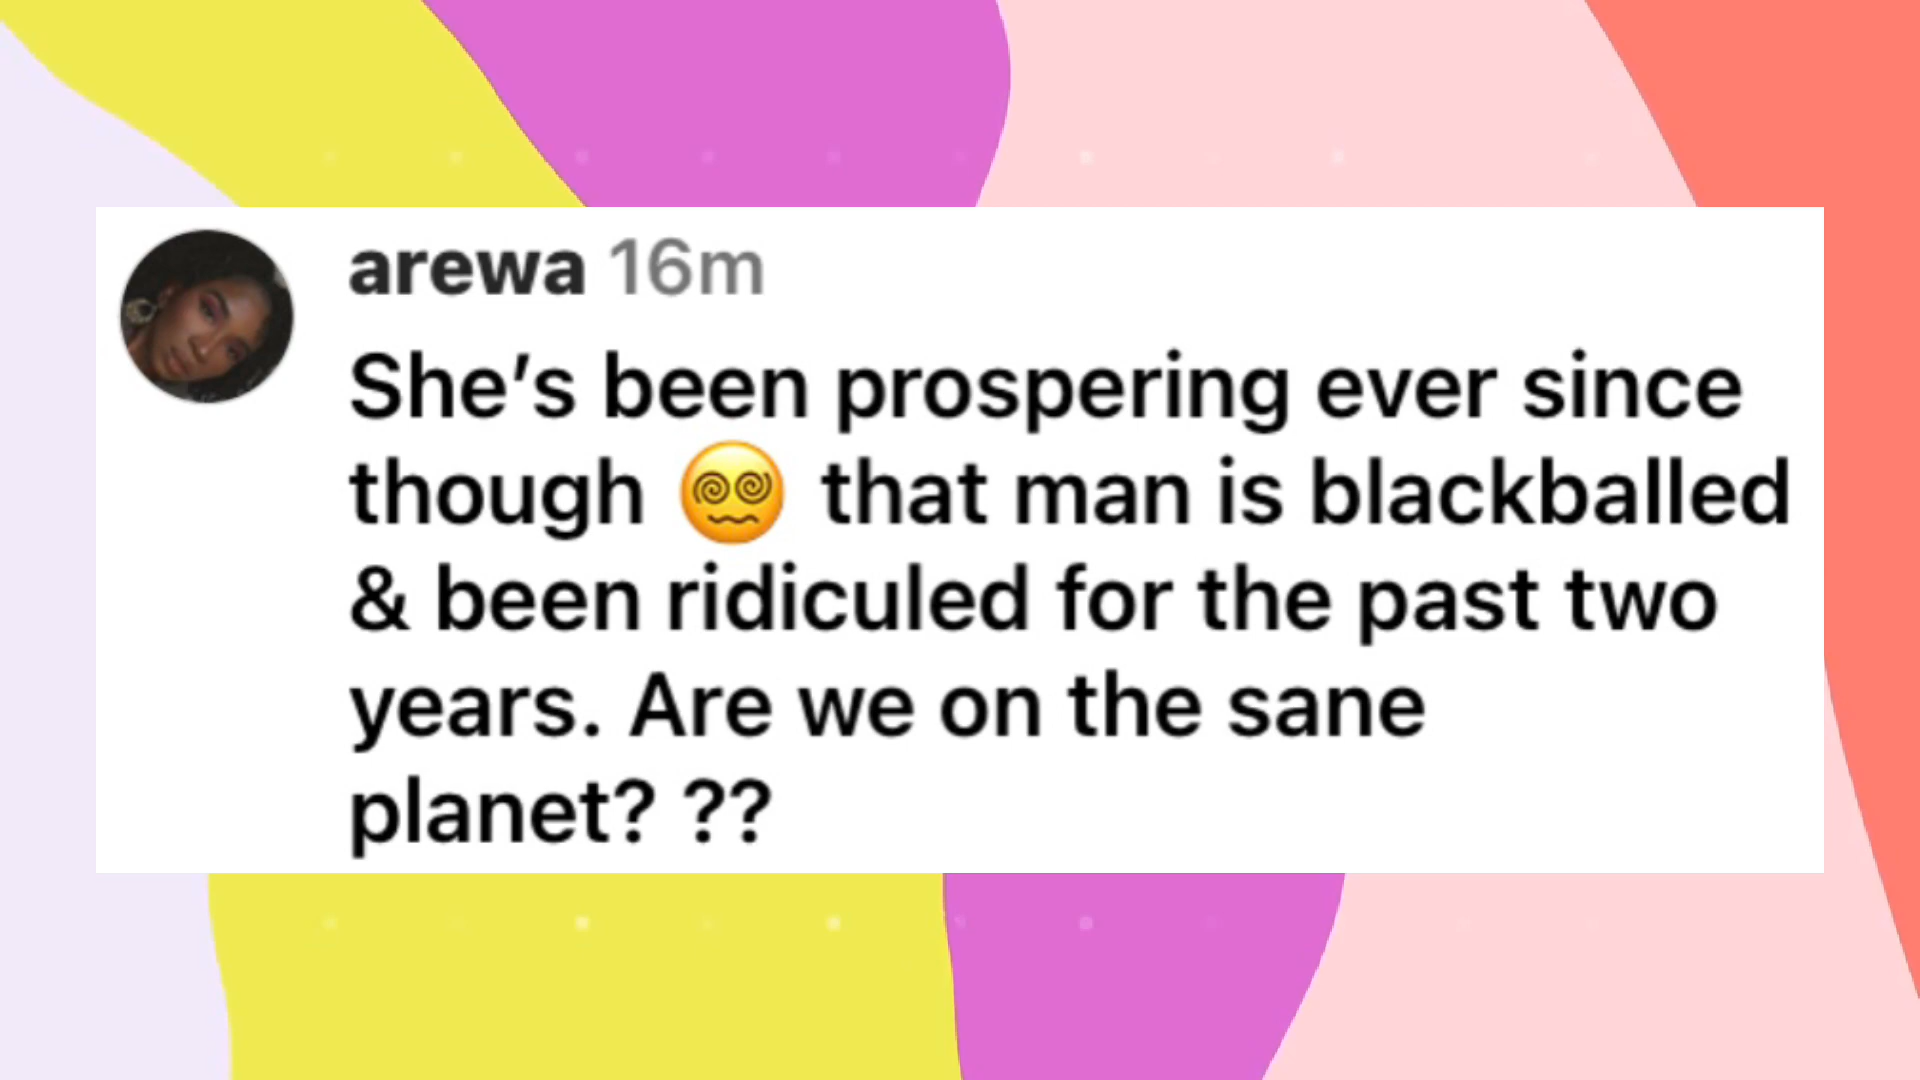 arewa 16m
She’s been prospering ever since
though 😵‍💫 that man is blackballed
& been ridiculed for the past two
years. Are we on the sane
planet? ??